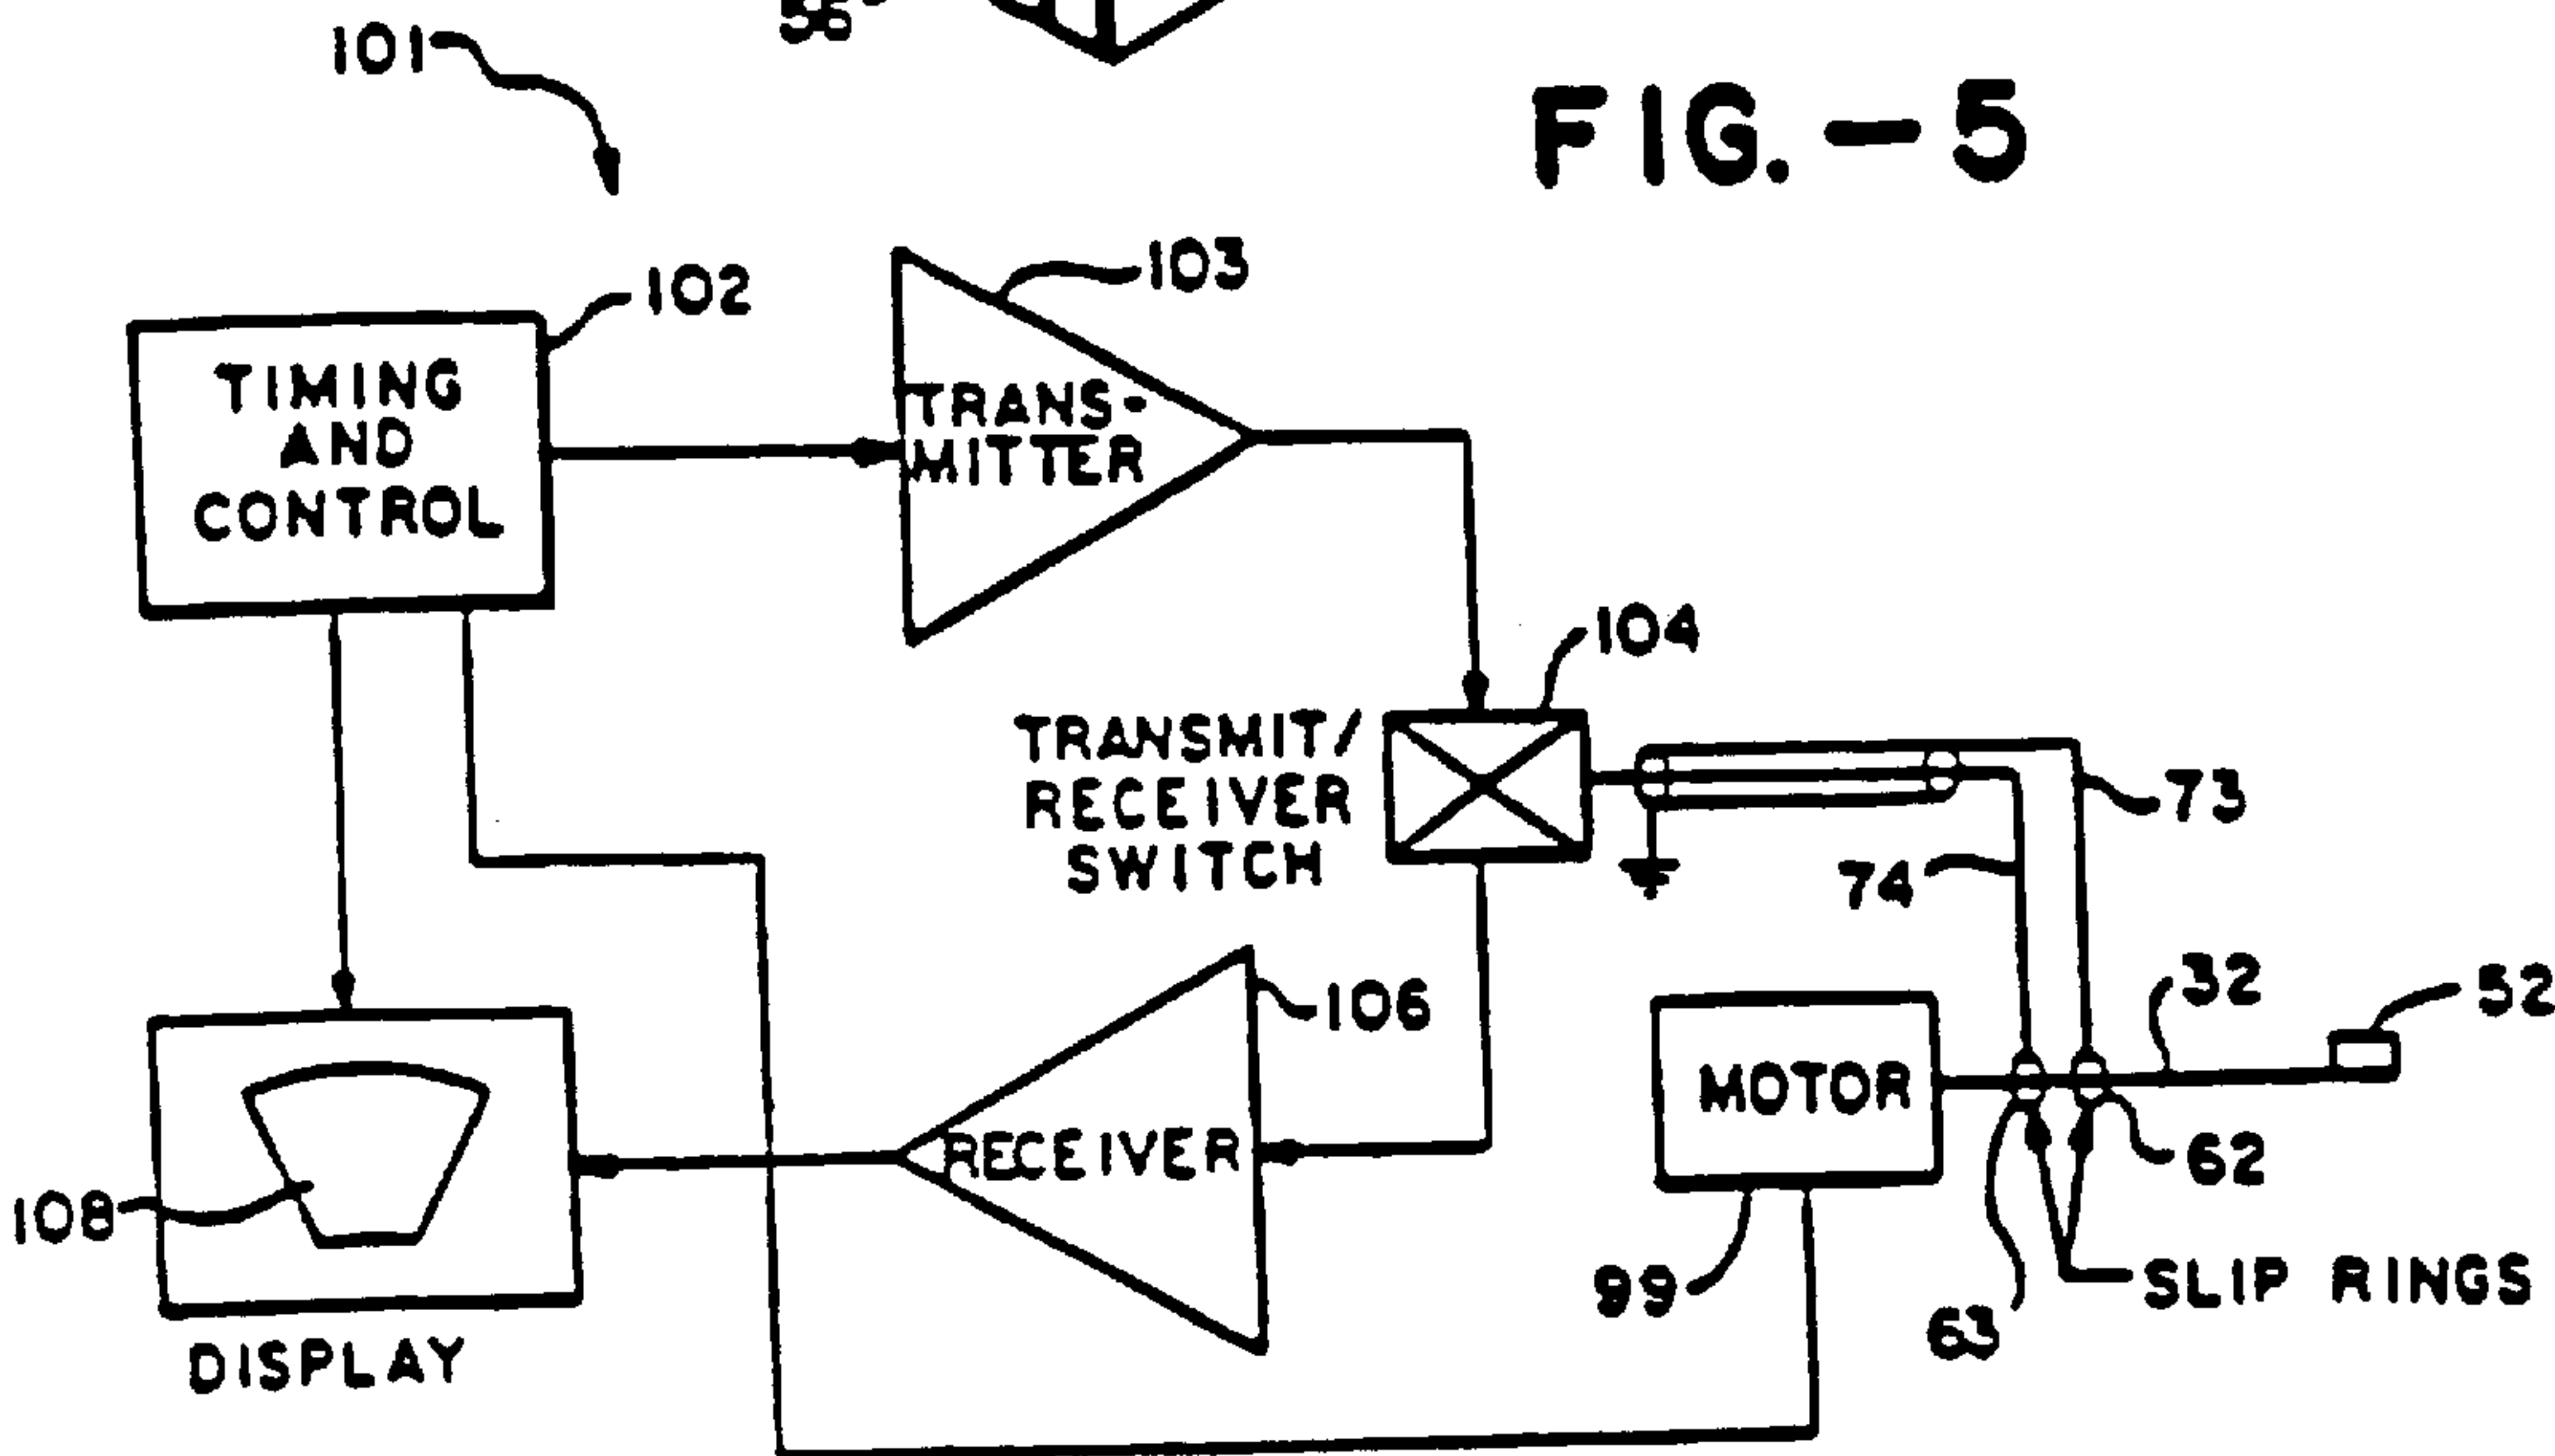 56
101
FIG.-5
102
103
TIMING
AND
CONTROL
TRANS-
MITTER
104
TRANSMIT/
RECEIVER
SWITCH
73
74
32
52
106
MOTOR
RECEIVER
62
108
99
63
SLIP RINGS
DISPLAY